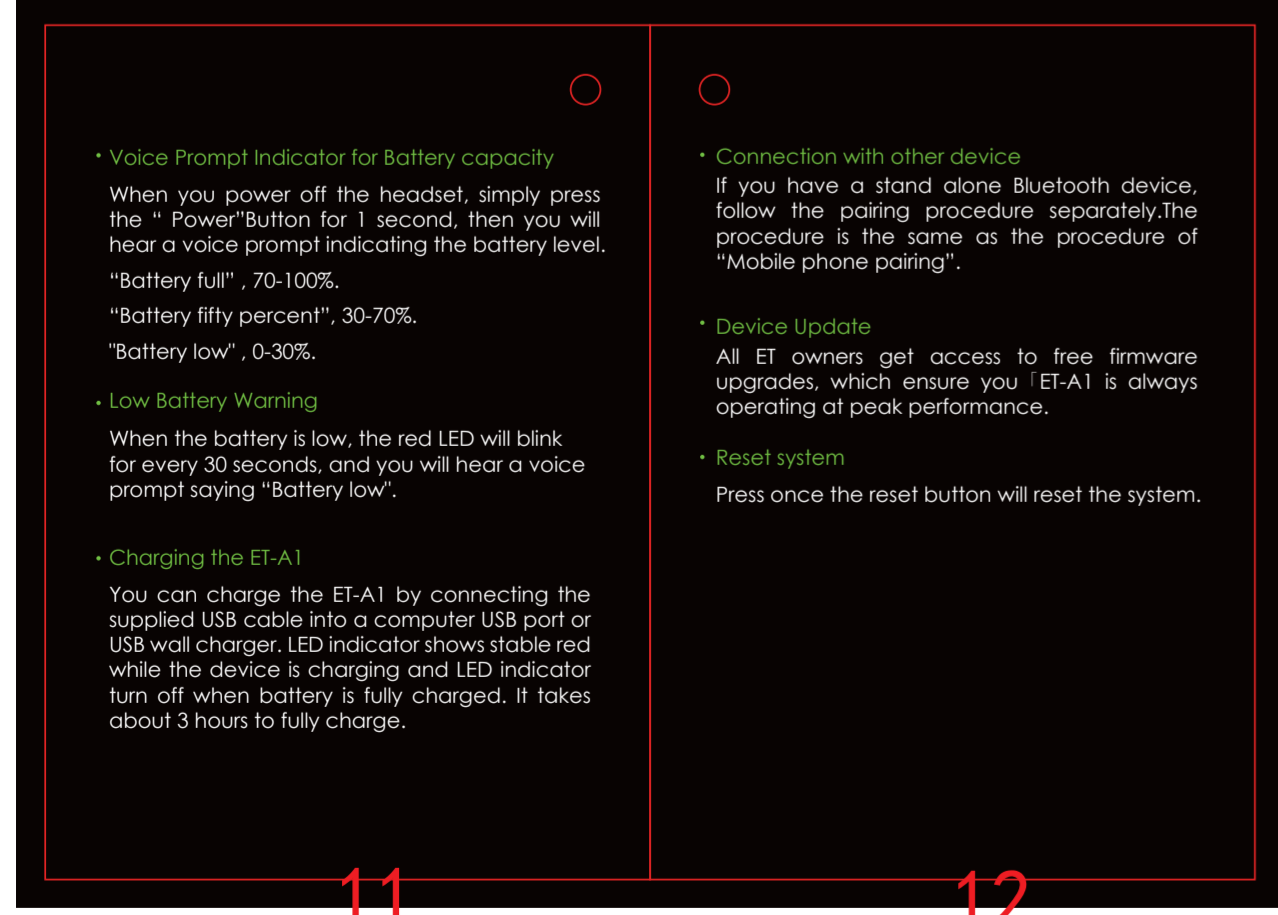 • Voice Prompt Indicator for Battery capacity
When you power off the headset, simply press
the “ Power”Button for 1 second, then you will
hear a voice prompt indicating the battery level.
“Battery full” , 70-100%.
“Battery fifty percent”, 30-70%.
"Battery low" , 0-30%.
• Low Battery Warning
When the battery is low, the red LED will blink
for every 30 seconds, and you will hear a voice
prompt saying “Battery low".
• Charging the ET-A1
You can charge the ET-A1 by connecting the
supplied USB cable into a computer USB port or
USB wall charger. LED indicator shows stable red
while the device is charging and LED indicator
turn off when battery is fully charged. It takes
about 3 hours to fully charge.
11
• Connection with other device
If you have a stand alone Bluetooth device,
follow the pairing procedure separately.The
procedure is the same as the procedure of
“Mobile phone pairing”.
• Device Update
All ET owners get access to free firmware
upgrades, which ensure you「ET-A1 is always
operating at peak performance.
• Reset system
Press once the reset button will reset the system.
12